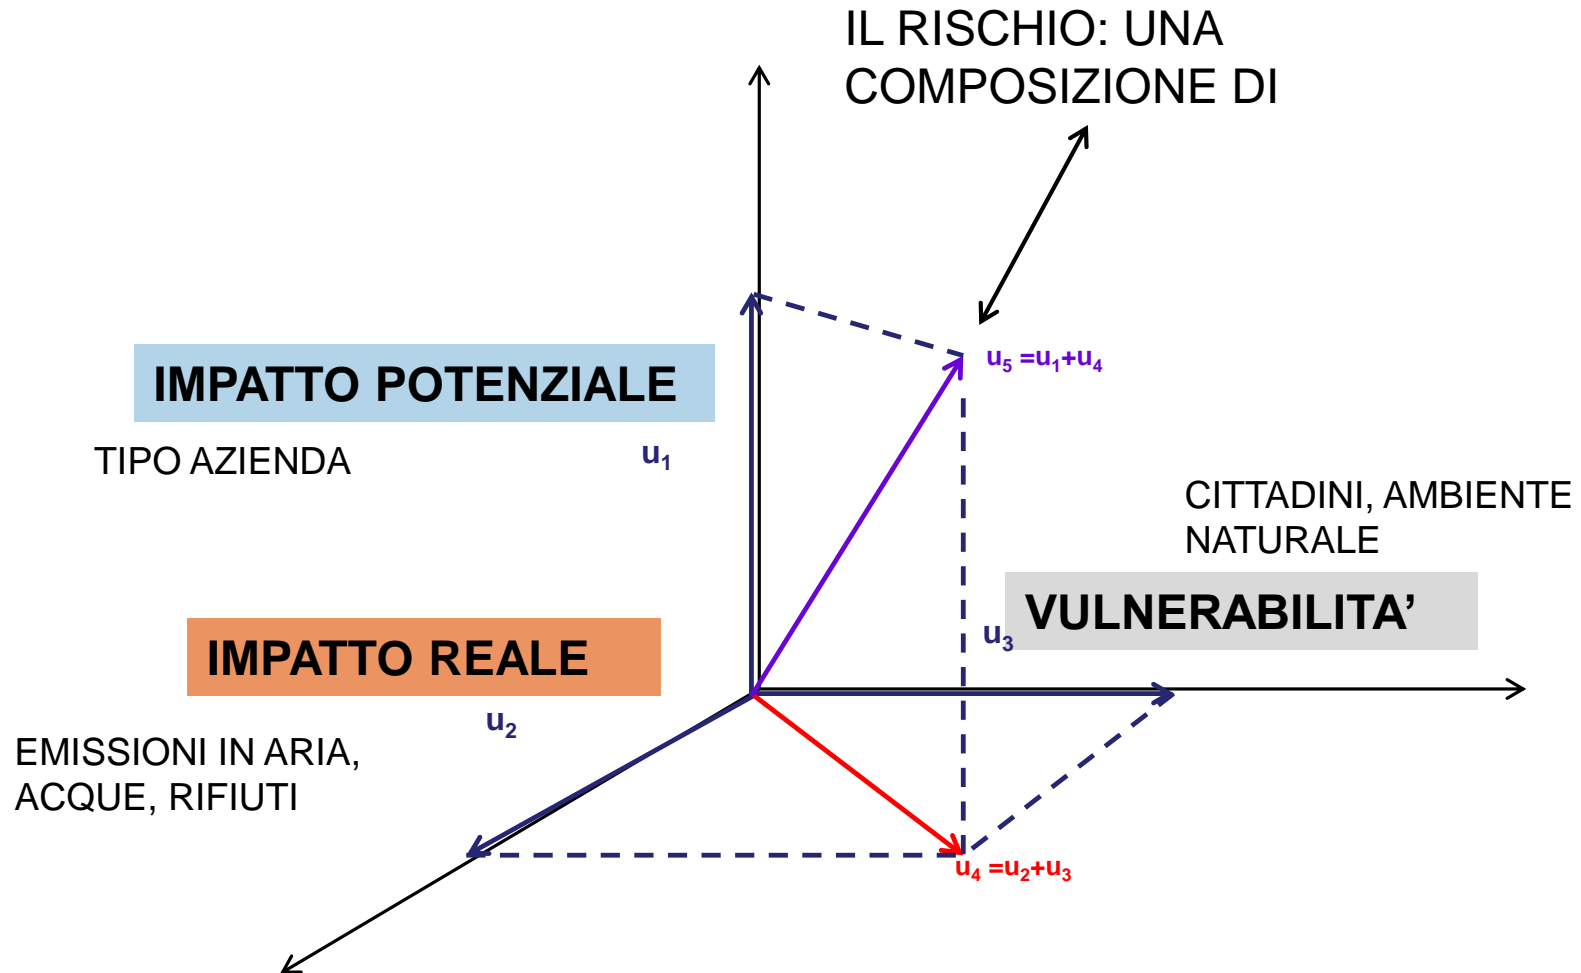 IL RISCHIO: UNA
COMPOSIZIONE DI
u5 =u1+u4
IMPATTO POTENZIALE
TIPO AZIENDA
u1
CITTADINI, AMBIENTE
NATURALE
VULNERABILITA’
u3
IMPATTO REALE
u2
EMISSIONI IN ARIA,
ACQUE, RIFIUTI
u4 =u2+u3